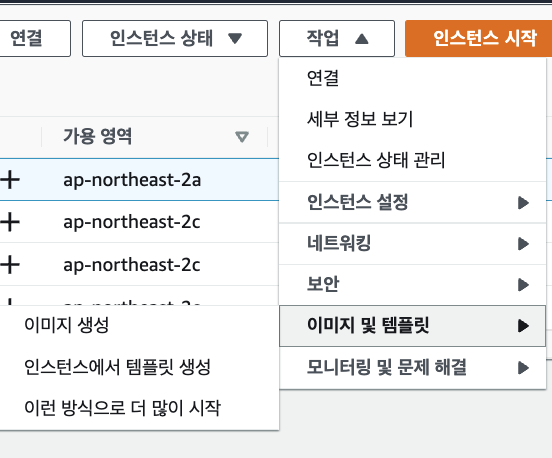 연결
인스턴스 상태
작업
인스턴스 시작
가용 영역
ap-northeast-2a
ap-northeast-2c
ap-northeast-2c
연결
세부 정보 보기
인스턴스 상태 관리
인스턴스 설정
네트워킹
보안
이미지 및 템플릿
모니터링 및 문제 해결
이미지 생성
인스턴스에서 템플릿 생성
이런 방식으로 더 많이 시작